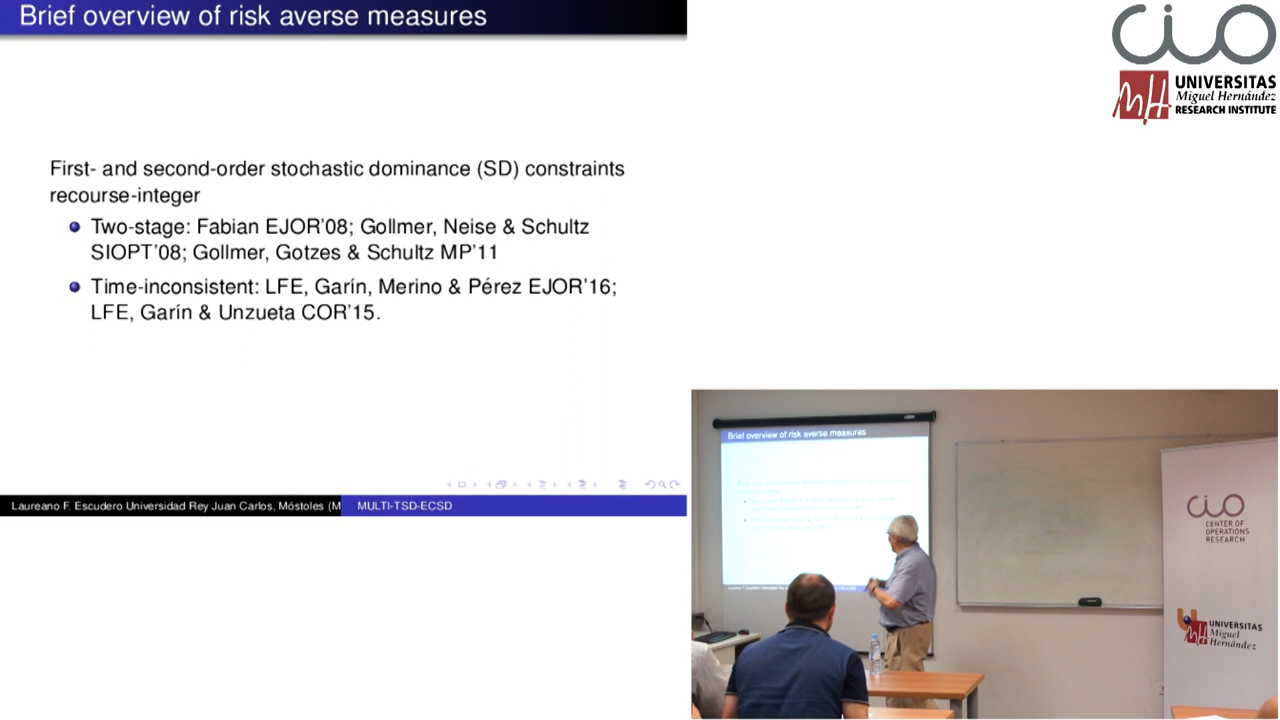 Brief overview of risk averse measures
First- and second-order stochastic dominance (SD) constraints
recourse-integer
Two-stage: Fabian EJOR'08; Gollmer, Neise & Schultz
SIOPT'08; Gollmer, Gotzes & Schultz MP'11
Time-inconsistent: LFE, Garín, Merino & Pérez EJOR'16;
LFE, Garín & Unzueta COR'15.
Laureano F. Escudero Universidad Rey Juan Carlos, Móstoles (M
MULTI-TSD-ECSD
cio
UNIVERSITAS
Miguel Hernández
RESEARCH INSTITUTE
Brief overview of risk averse measures
cio
CENTER OF
OPERATIONS
RESEARCH
UNIVERSITAS
Miguel
Hernández